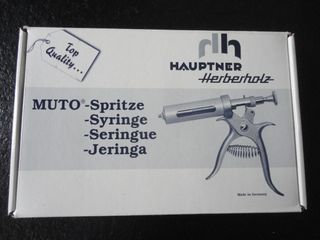 Top
Quality...
HAUPTNER
Herberholz
MUTO®-Spritze
-Syringe
-Seringue
-Jeringa
Made in Germany